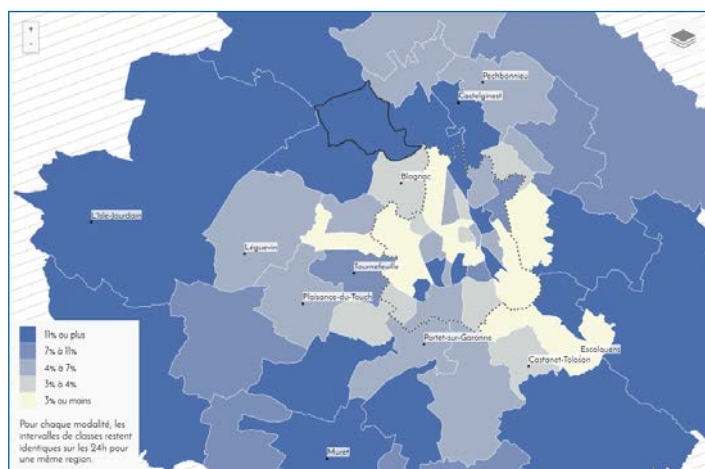 +
-
Pechbonnieu
Castelginest
Blagnac
L'Isle-Jourdain
Léguevin
Tournefeuille
Plaisance-du-Touch
Portet-sur-Garonne
Escalquens
Castanet-Tolosan
Muret
11% ou plus
7% à 11%
4% à 7%
3% à 4%
3% ou moins
Pour chaque modalité, les
intervalles de classes restent
identiques sur les 24h pour
une même region.